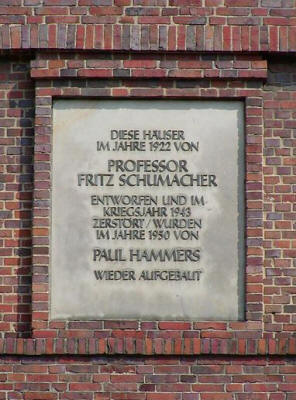 DIESE HÄUSER
IM JAHRE 1922 VON
PROFESSOR
FRITZ SCHUMACHER
ENTWORFEN UND IM
KRIEGSJAHR 1943
ZERSTÖRT / WURDEN
IM JAHRE 1950 VON
PAUL HAMMERS
WIEDER AUFGEBAUT